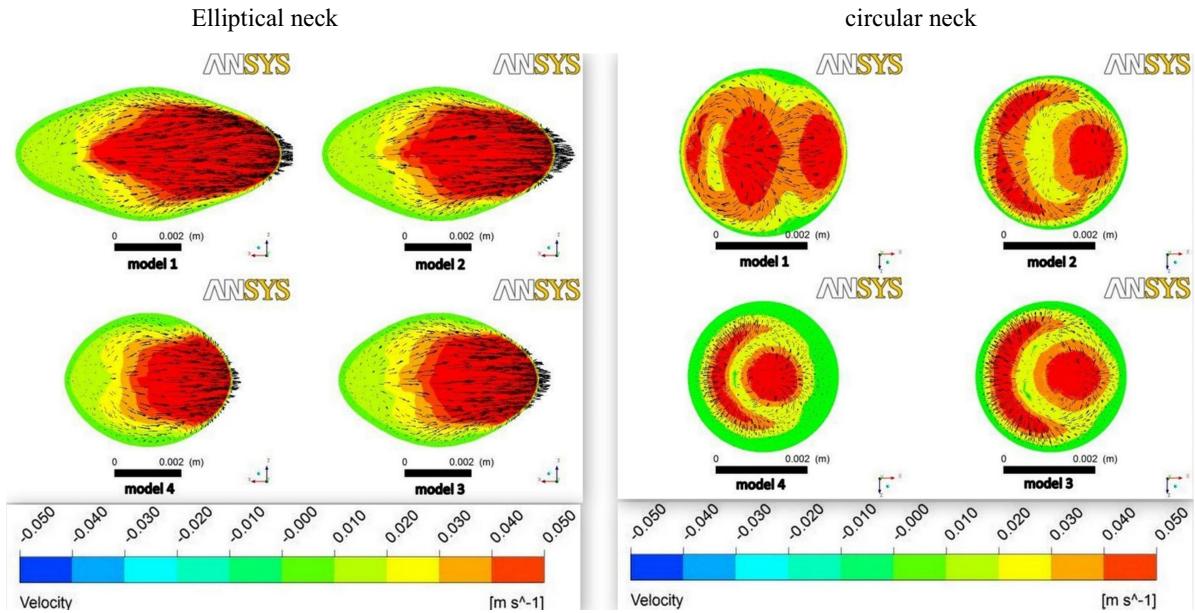 Elliptical neck
circular neck
ANSYS
ANSYS
ANSYS
ANSYS
0 0.002 (m)
model 1
0 0.002 (m)
model 2
0 0.002 (m)
model 1
0 0.002 (m)
model 2
ANSYS
ANSYS
ANSYS
ANSYS
0 0.002 (m)
model 4
0 0.002 (m)
model 3
0 0.002 (m)
model 4
0 0.002 (m)
model 3
-0.050 -0.040 -0.030 -0.020 -0.010 -0.000 0.010 0.020 0.030 0.040 0.050
Velocity [m s^-1]
-0.050 -0.040 -0.030 -0.020 -0.010 -0.000 0.010 0.020 0.030 0.040 0.050
Velocity [m s^-1]